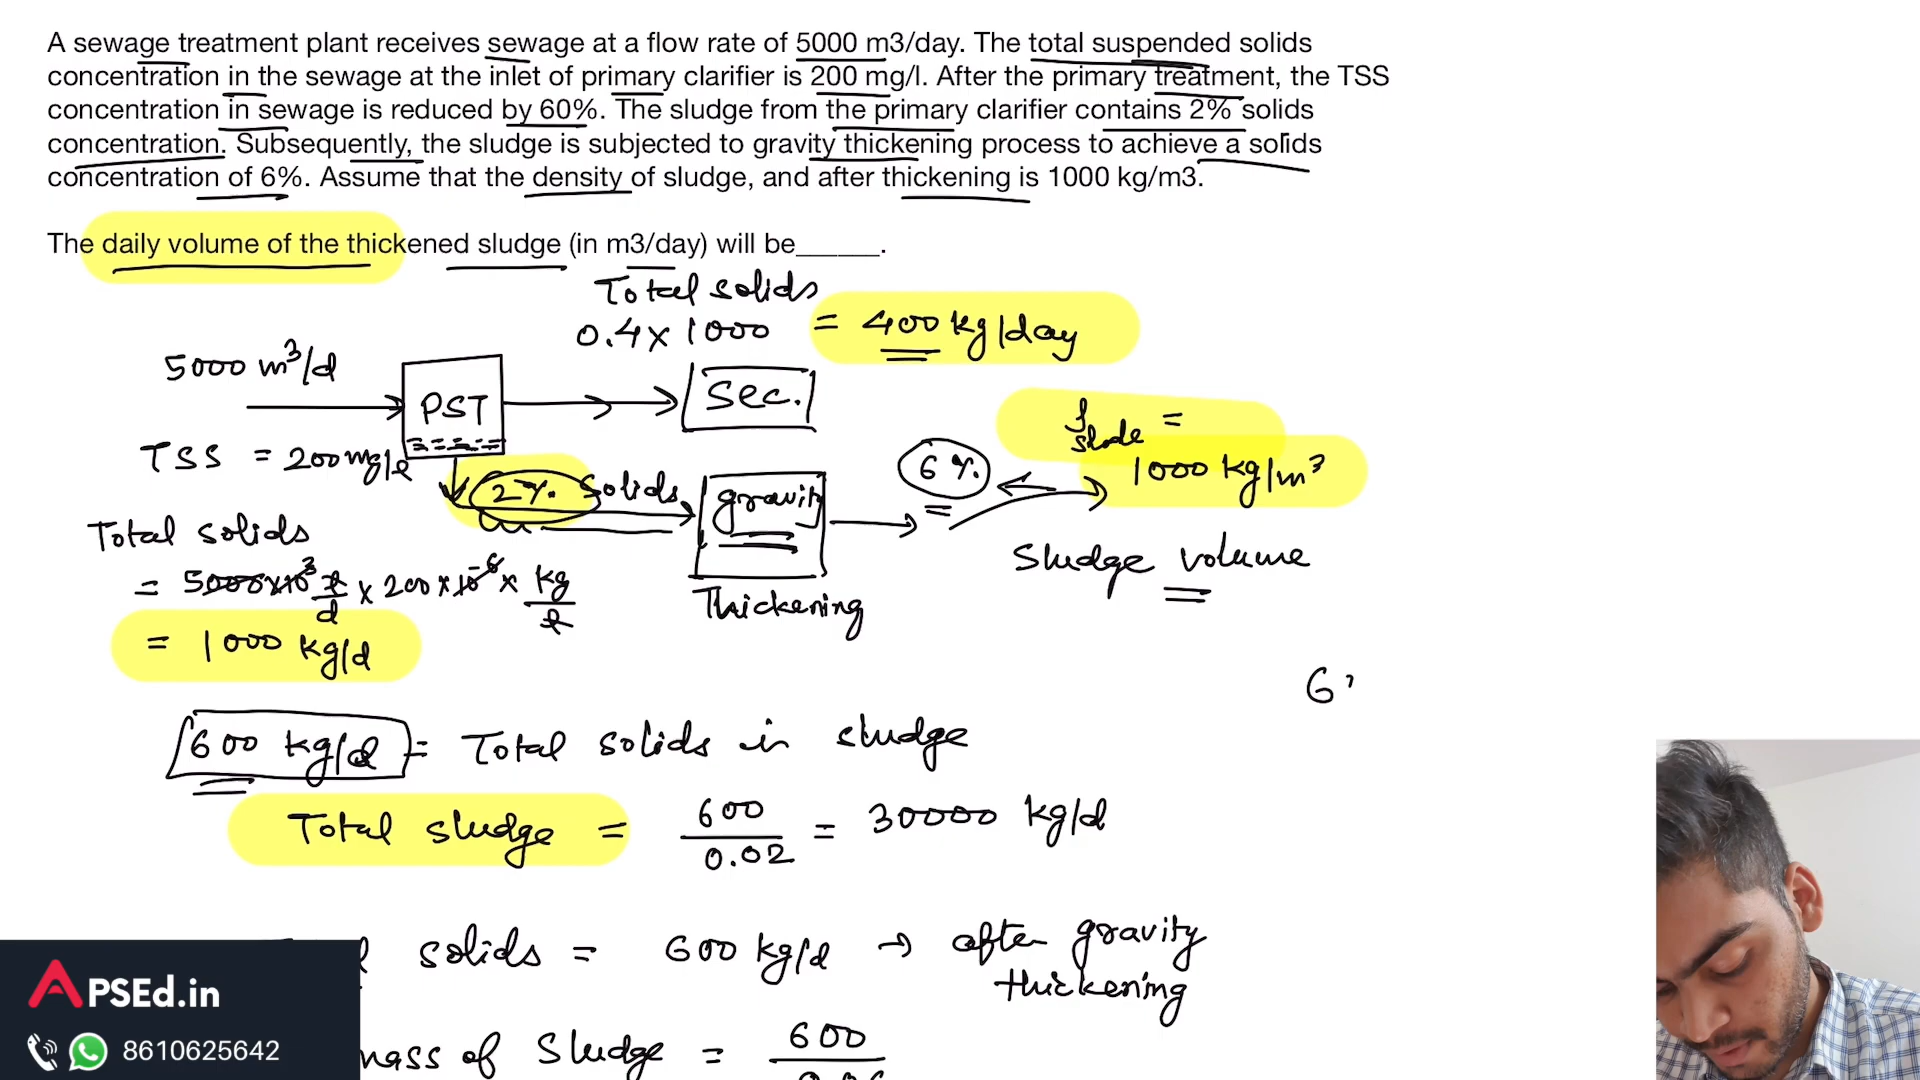 A sewage treatment plant receives sewage at a flow rate of 5000 m3/day. The total suspended solids
concentration in the sewage at the inlet of primary clarifier is 200 mg/l. After the primary treatment, the TSS
concentration in sewage is reduced by 60%. The sludge from the primary clarifier contains 2% solids
concentration. Subsequently, the sludge is subjected to gravity thickening process to achieve a solids
concentration of 6%. Assume that the density of sludge, and after thickening is 1000 kg/m3.
The daily volume of the thickened sludge (in m3/day) will be______.
Total solids
0.4 x 1000 = 400 kg/day
5000 m³/d
PST
Sec.
TSS = 200 mg/l
2% solids
gravity
Thickening
6%
=
1000 kg/m³
Sludge volume
Total solids
= 5000x10³ l/d x 200 x 10⁻⁶ x kg/l
= 1000 kg/d
6
600 kg/d = Total solids in sludge
Total sludge = 600/0.02 = 30000 kg/d
solids = 600 kg/d → after gravity
thickening
mass of Sludge = 600
APSEd.in
8610625642